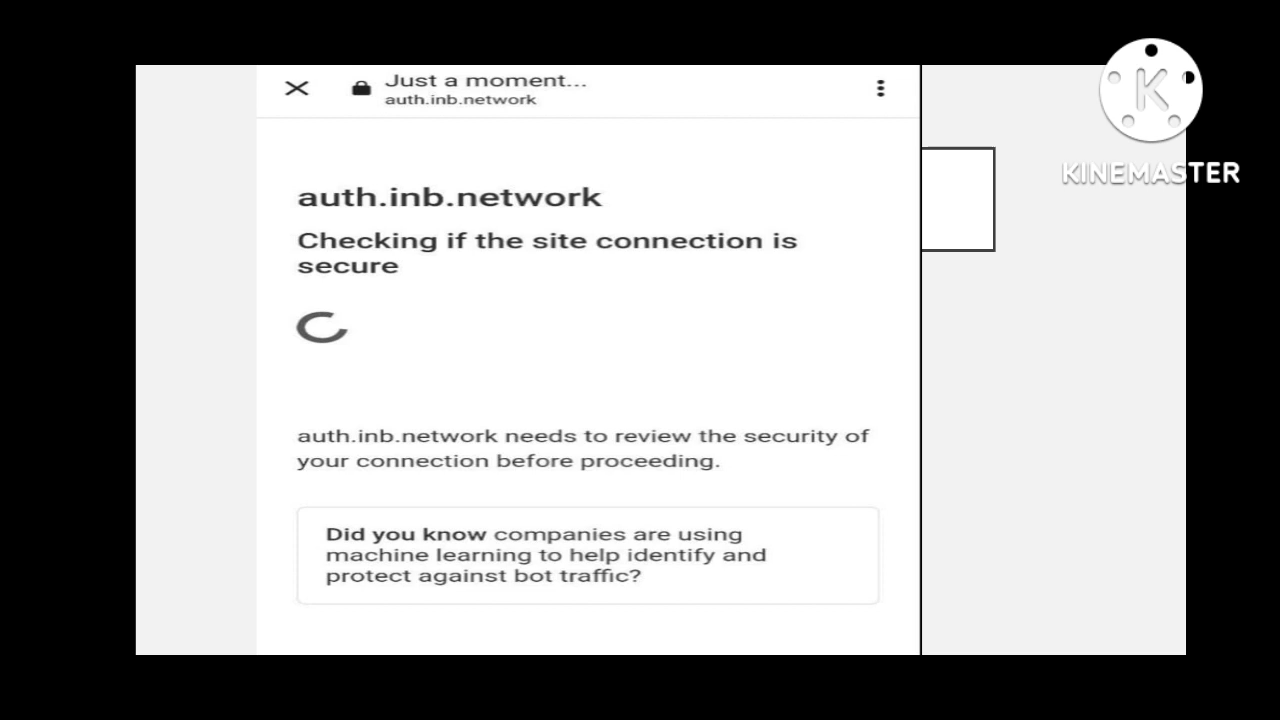 Just a moment...
auth.inb.network
KINEMASTER
auth.inb.network
Checking if the site connection is
secure
auth.inb.network needs to review the security of
your connection before proceeding.
Did you know companies are using
machine learning to help identify and
protect against bot traffic?